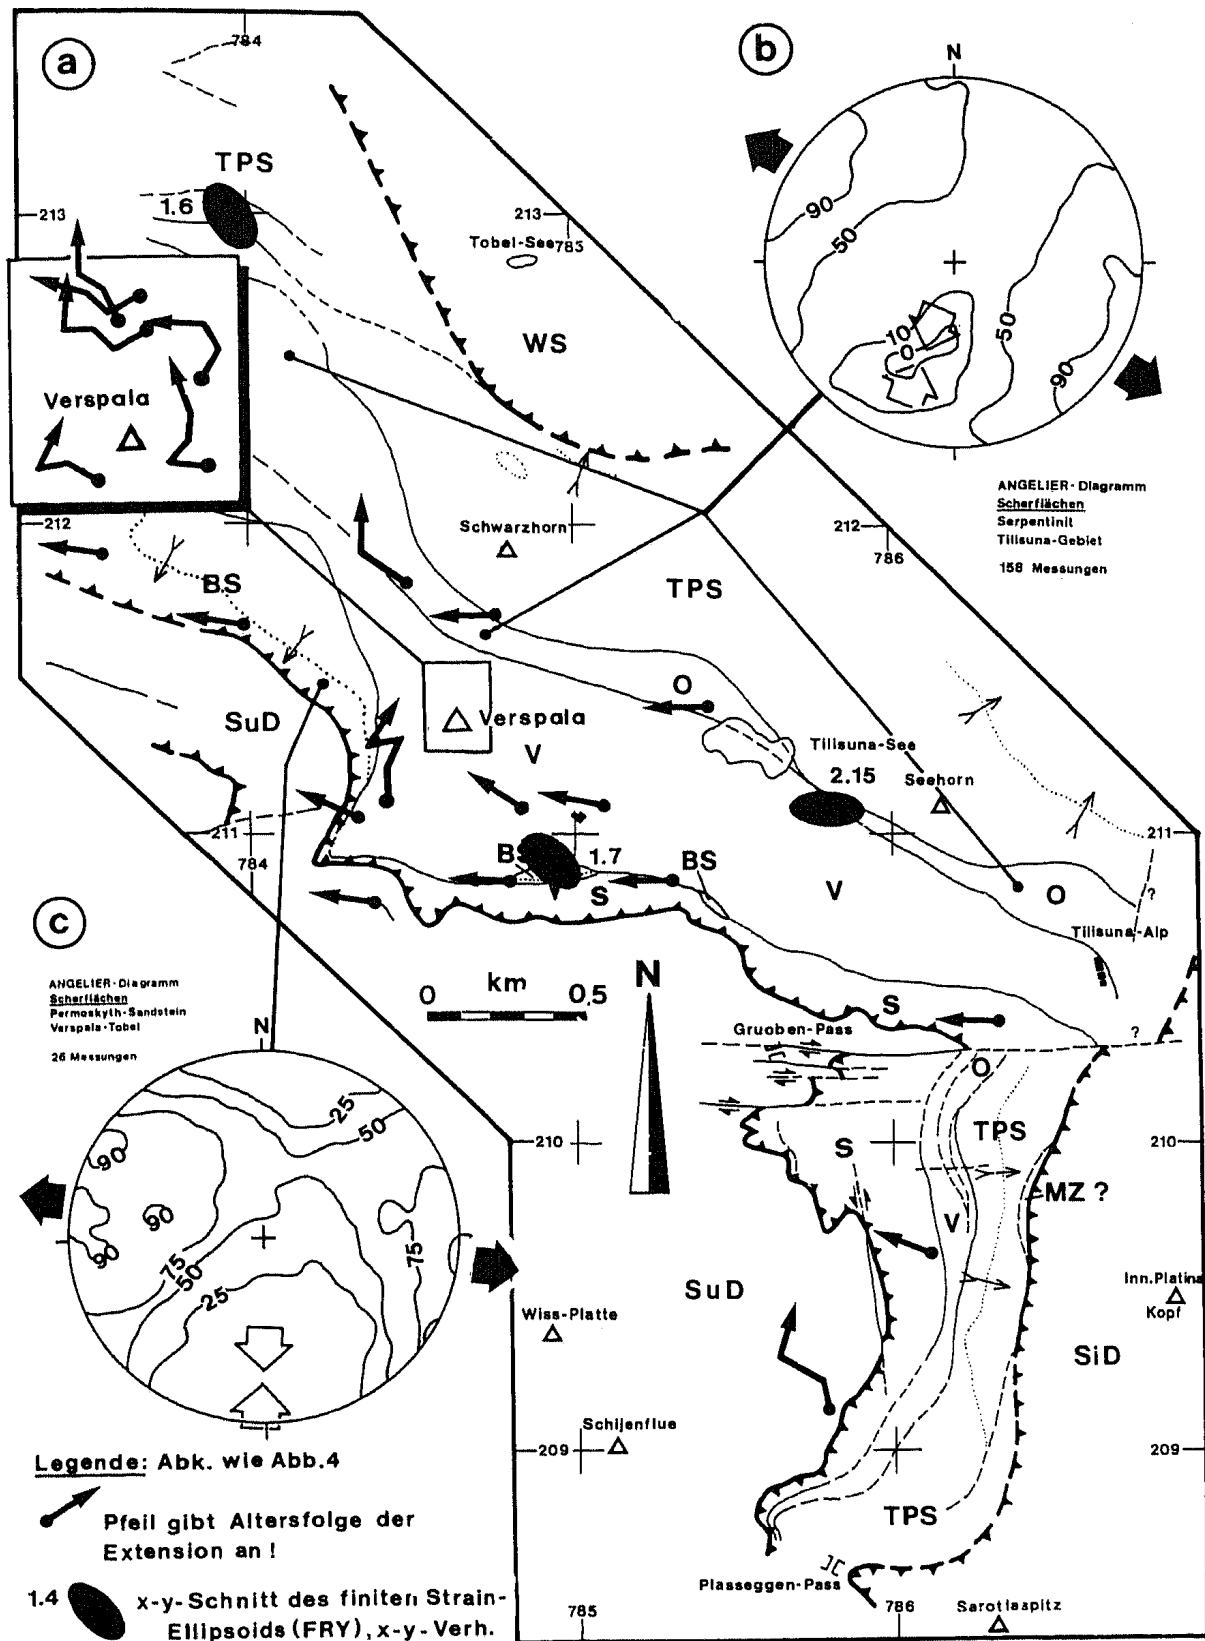 a
784
TPS
1.6
213
213
783
Tobel-See
WS
Verspala
212
Schwarzhorn
212
786
BS
TPS
SuD
O
Verspala
V
Tilisuna-See
2.15
Seehorn
211
784
B
1.7
S
BS
V
O
211
?
Tilisuna-Alp
b
N
90
50
10
0
50
90
ANGELIER-Diagramm
Scherflächen
Serpentinit
Tilisuna-Gebiet
158 Messungen
c
ANGELIER-Diagramm
Scherflächen
Permoskyth-Sandstein
Verspala-Tobel
26 Messungen
N
25
50
90
90
90
75
50
25
75
0 km 0,5
N
S
Gruoben-Pass
?
O
TPS
210
S
210
MZ ?
V
SuD
Inn.Platina
Kopf
Wiss-Platte
SiD
Schijenflue
209
209
TPS
Plasseggen-Pass
785
786
Sarotlaspitz
Legende: Abk. wie Abb.4
Pfeil gibt Altersfolge der
Extension an !
1.4 x-y-Schnitt des finiten Strain-
Ellipsoids (FRY), x-y-Verh.